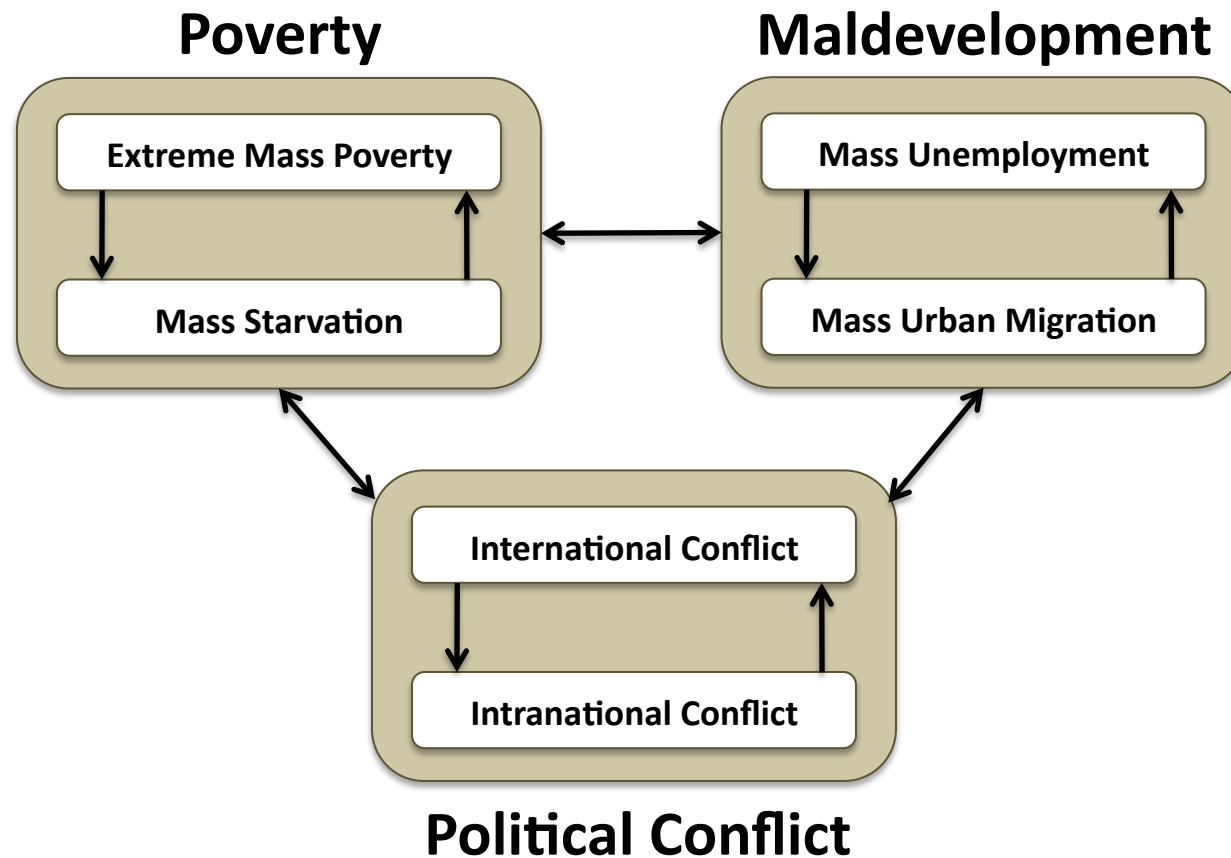 Poverty
Maldevelopment
Extreme Mass Poverty
Mass Starvation
Mass Unemployment
Mass Urban Migration
International Conflict
Intranational Conflict
Political Conflict